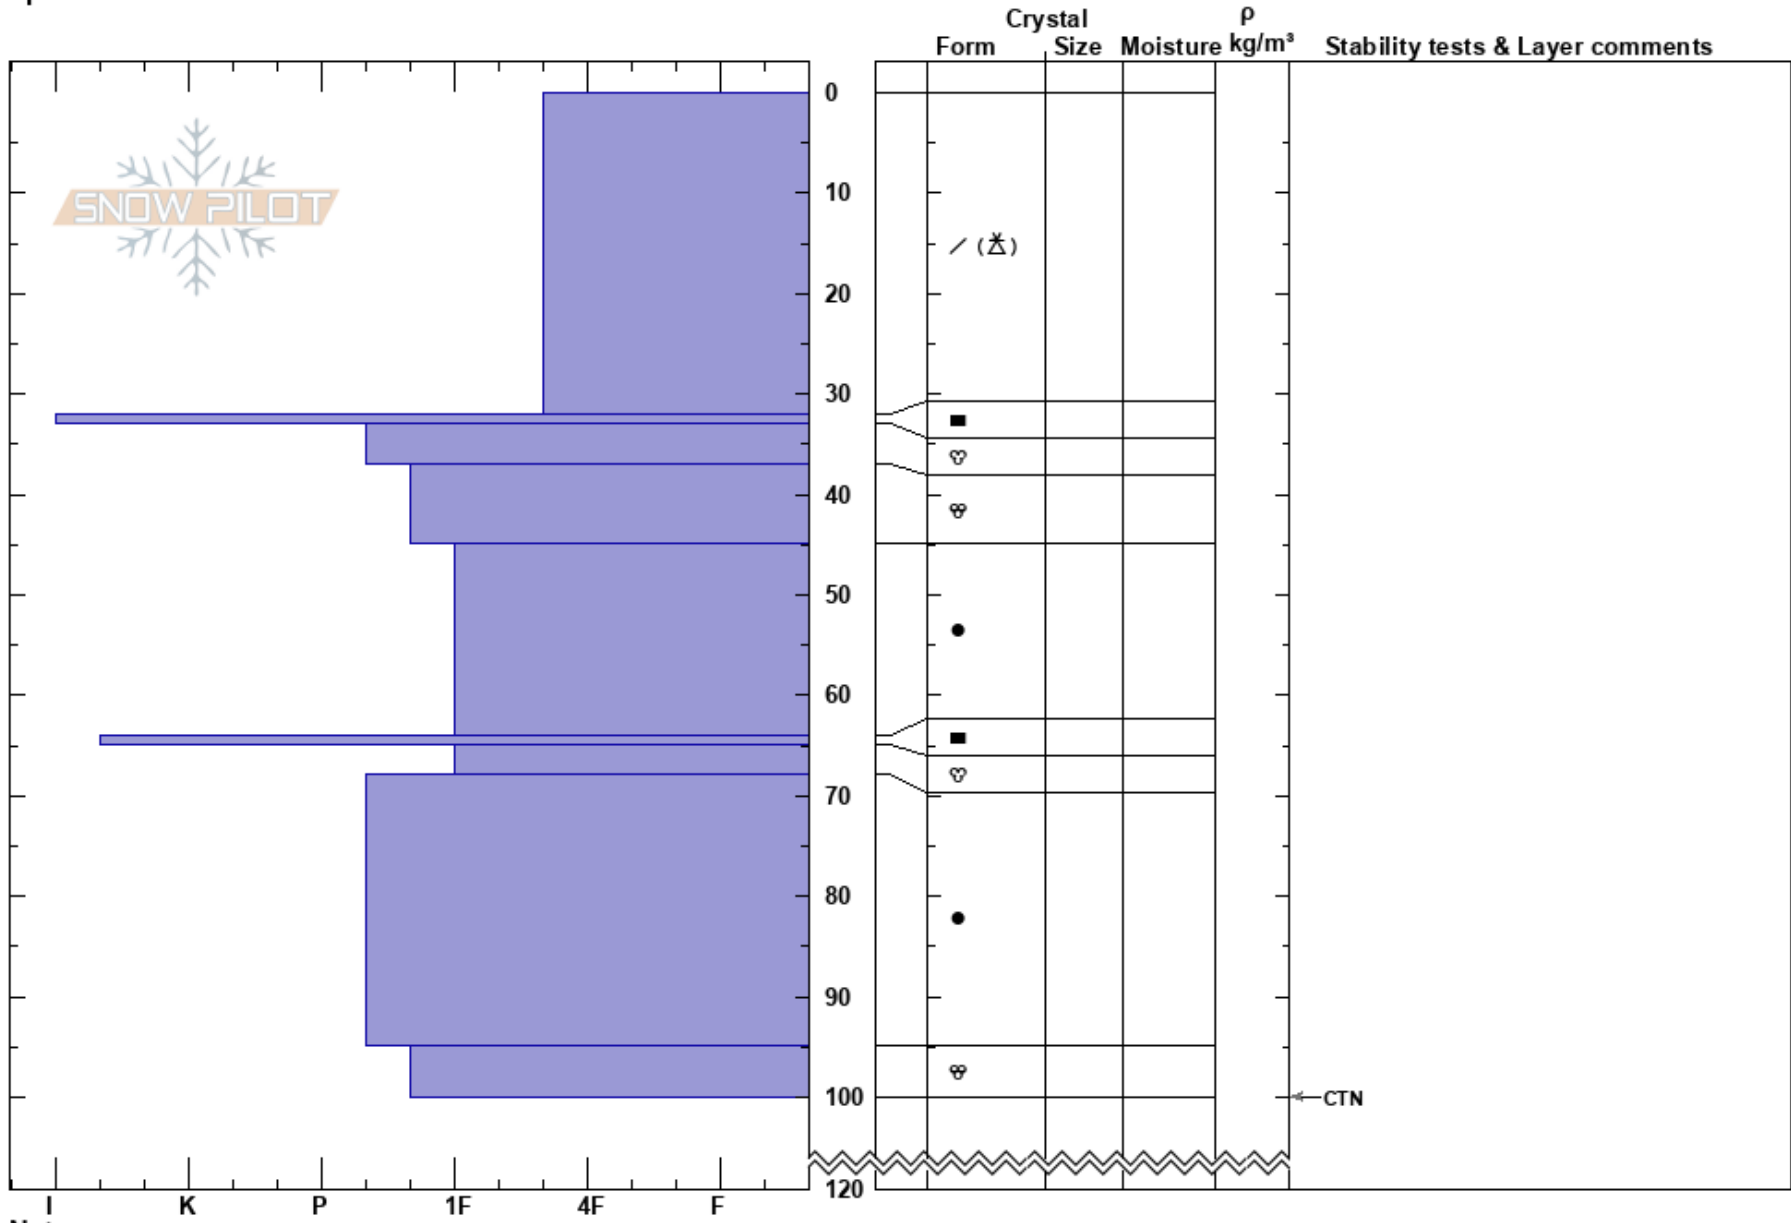 Crystal
ρ
Form Size Moisture kg/m³ Stability tests & Layer comments
SNOW PILOT
0
10
20
30
40
50
60
70
80
90
100
CTN
120
I K P 1F 4F F